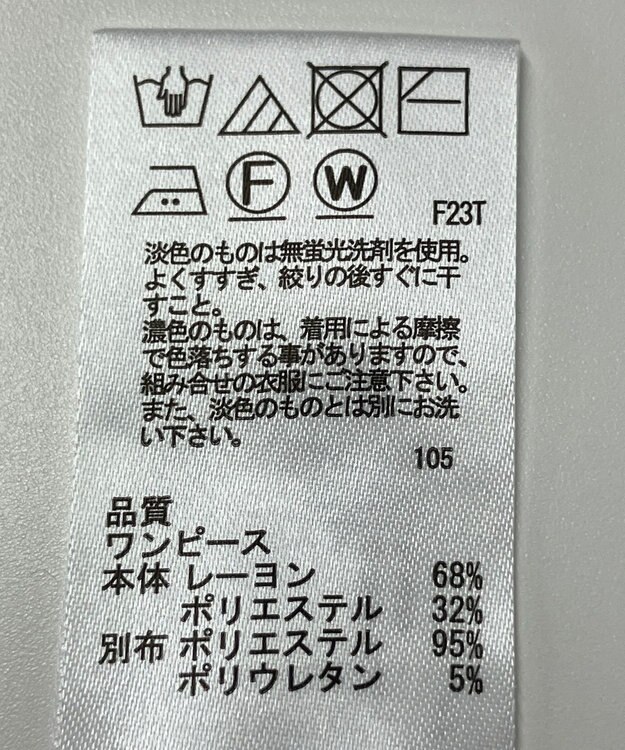 F W F23T
淡色のものは無蛍光洗剤を使用。
よくすすぎ、絞りの後すぐに干
すこと。
濃色のものは、着用による摩擦
で色落ちする事がありますので、
組み合せの衣服にご注意下さい。
また、淡色のものとは別にお洗
い下さい。
105
品質
ワンピース
本体 レーヨン 68%
ポリエステル 32%
別布 ポリエステル 95%
ポリウレタン 5%